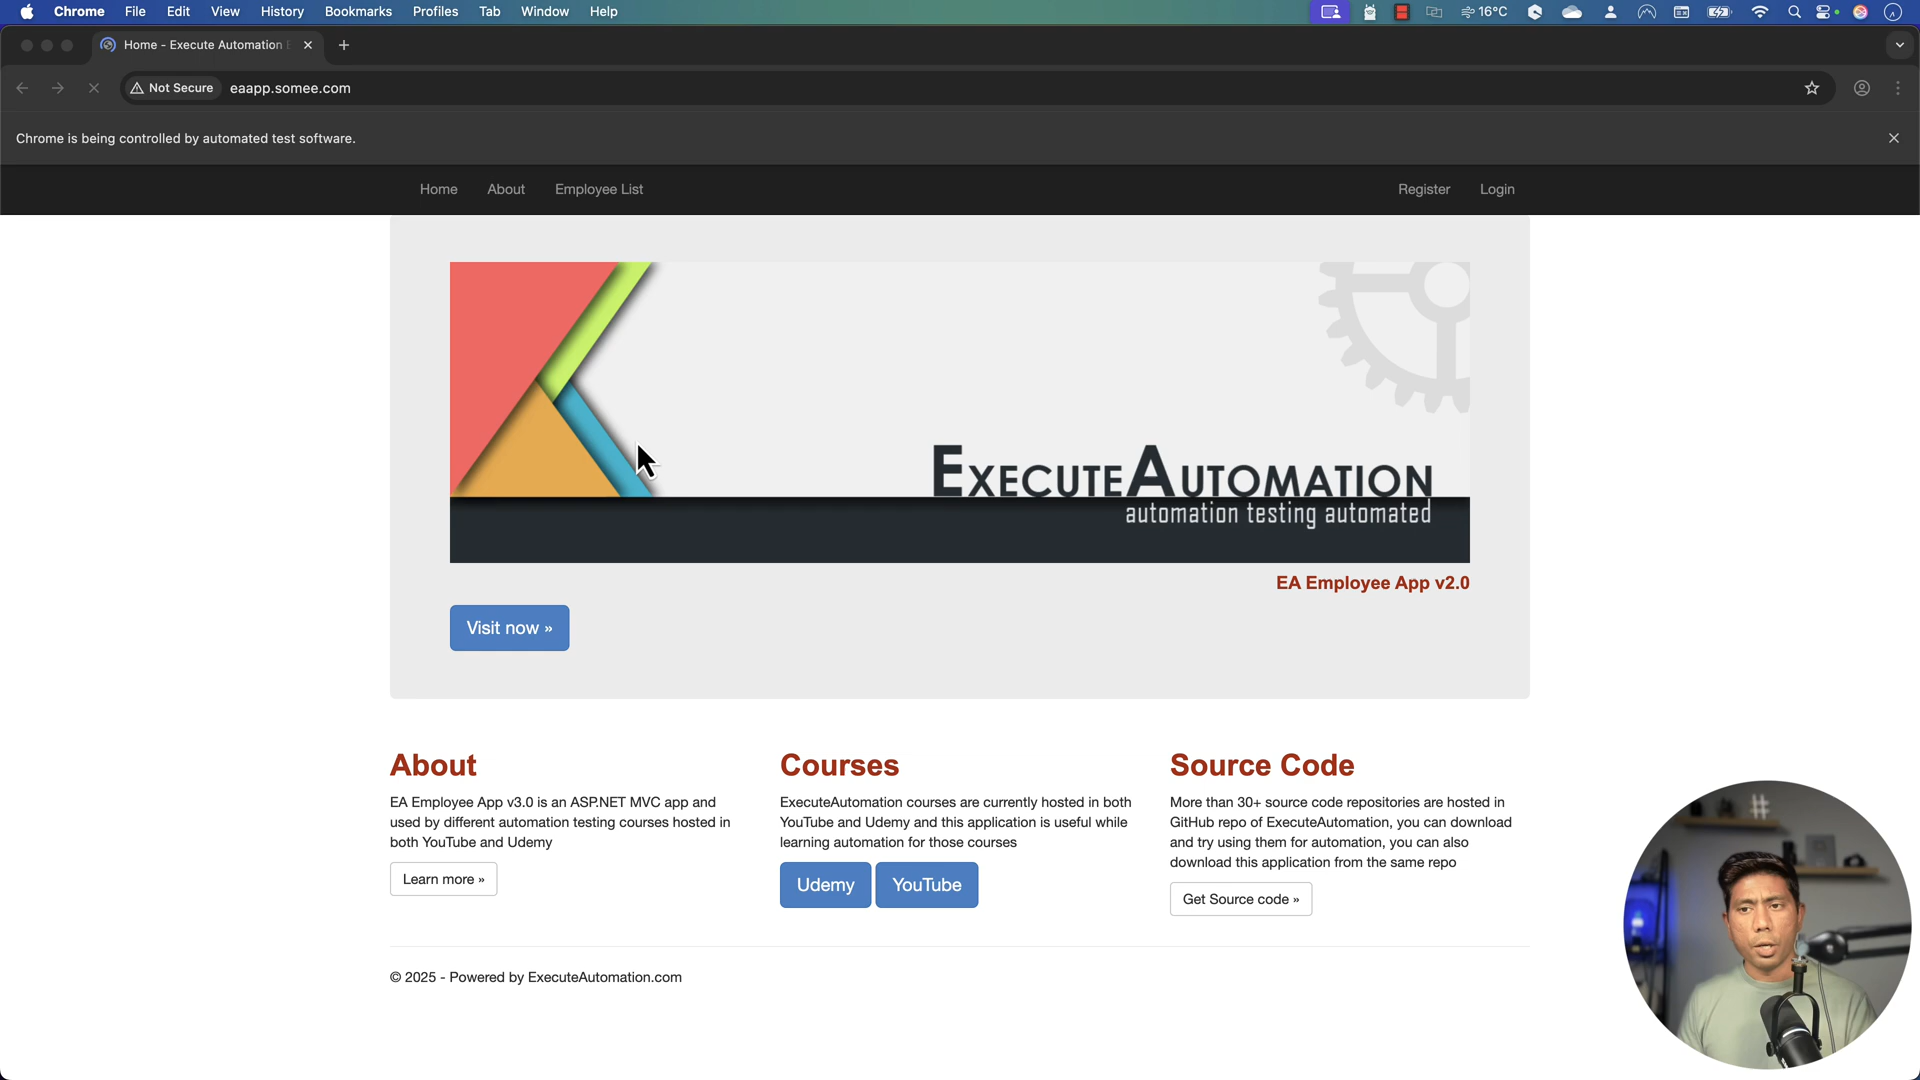 Chrome File Edit View History Bookmarks Profiles Tab Window Help 16°C
Home - Execute Automation
Not Secure eaapp.somee.com
Chrome is being controlled by automated test software.
Home About Employee List Register Login
EXECUTEAUTOMATION
automation testing automated
EA Employee App v2.0
Visit now »
About
EA Employee App v3.0 is an ASP.NET MVC app and
used by different automation testing courses hosted in
both YouTube and Udemy
Learn more »
Courses
ExecuteAutomation courses are currently hosted in both
YouTube and Udemy and this application is useful while
learning automation for those courses
Udemy YouTube
Source Code
More than 30+ source code repositories are hosted in
GitHub repo of ExecuteAutomation, you can download
and try using them for automation, you can also
download this application from the same repo
Get Source code »
© 2025 - Powered by ExecuteAutomation.com